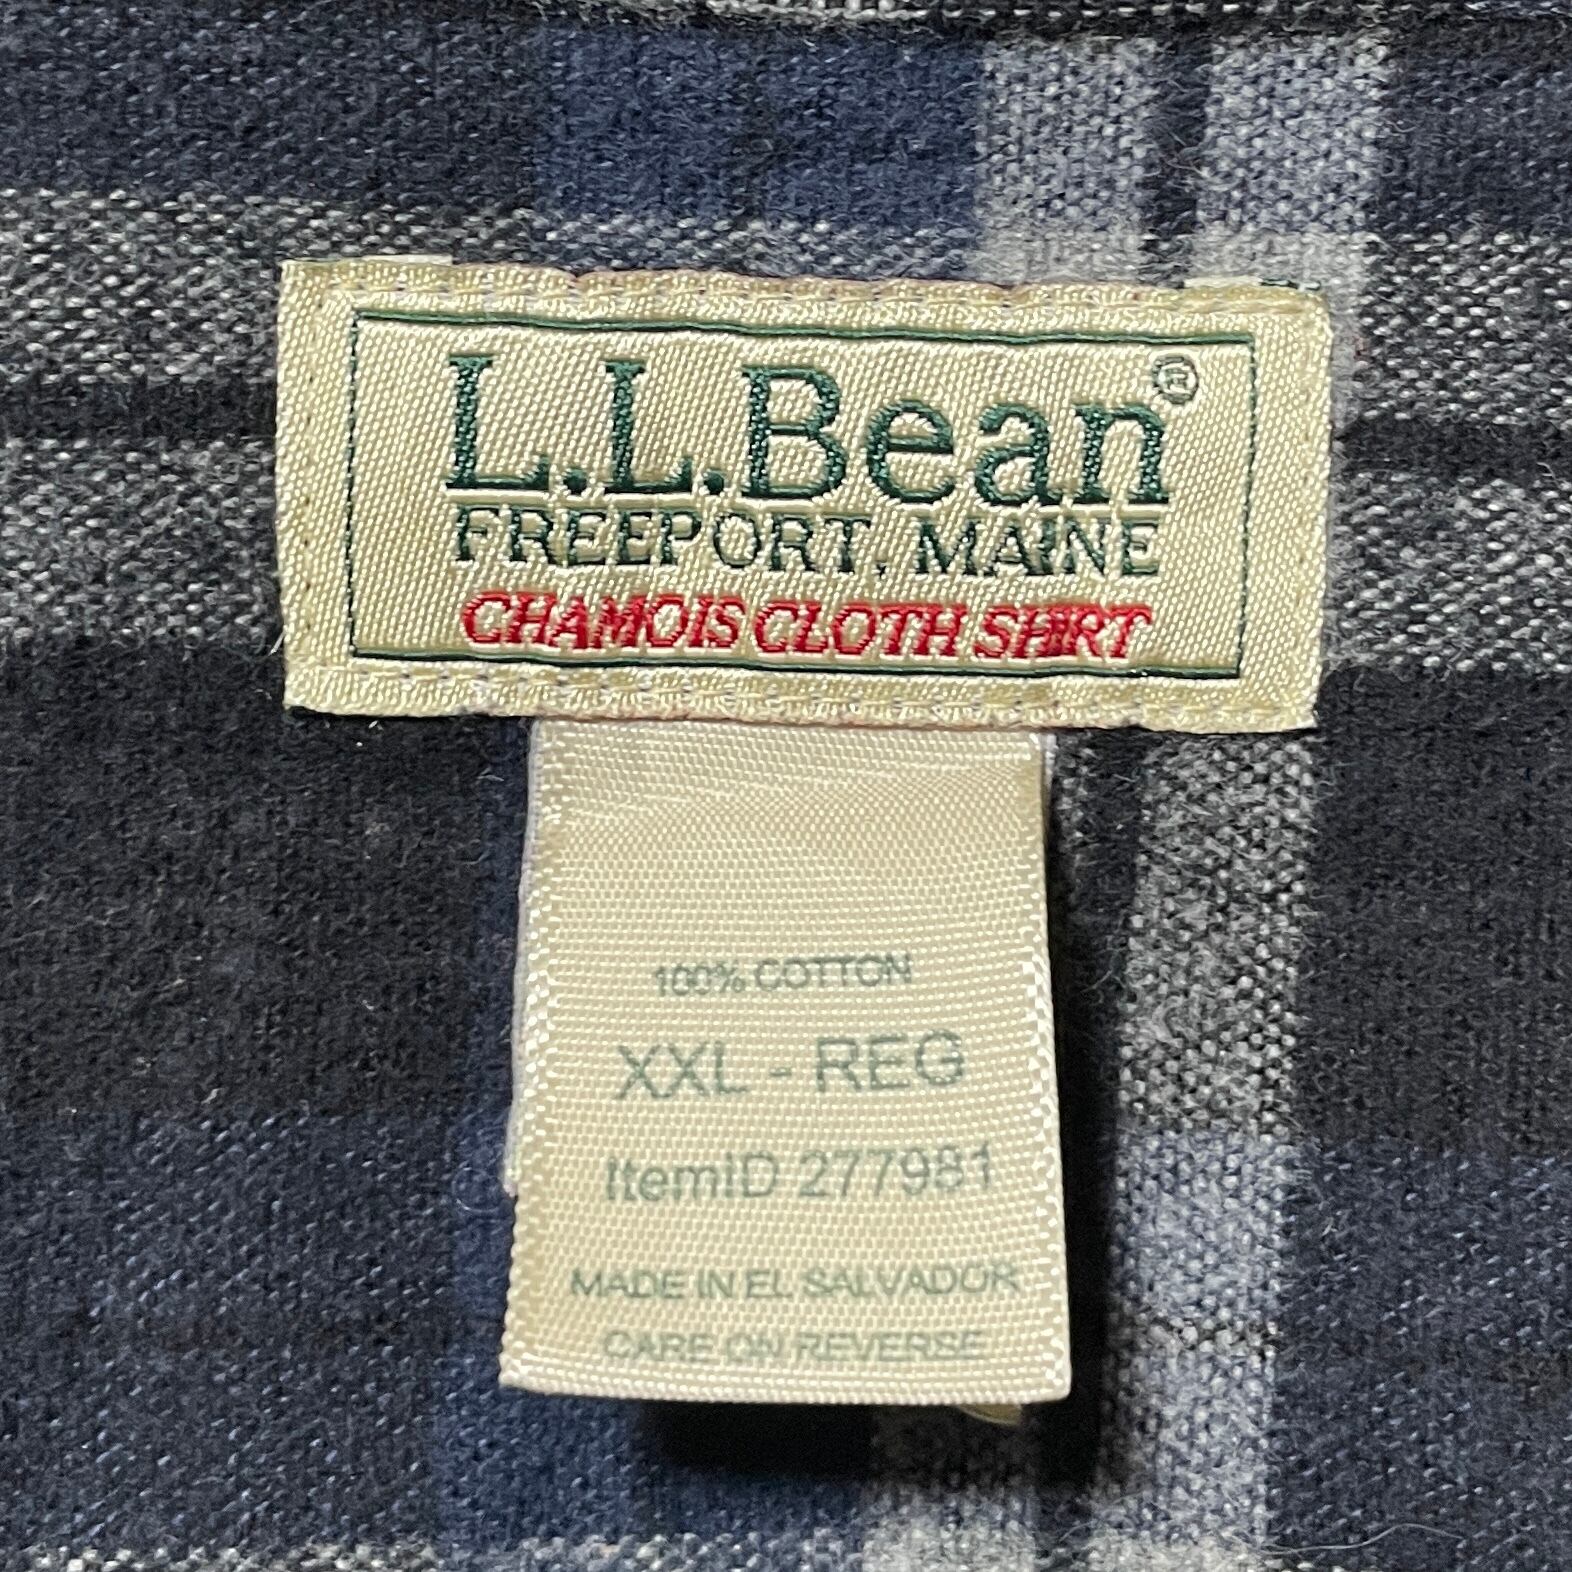 L.L.Bean®
FREEPORT, MAINE
CHAMOIS CLOTH SHIRT
100% COTTON
XXL - REG
ItemID 277981
MADE IN EL SALVADOR
CARE ON REVERSE